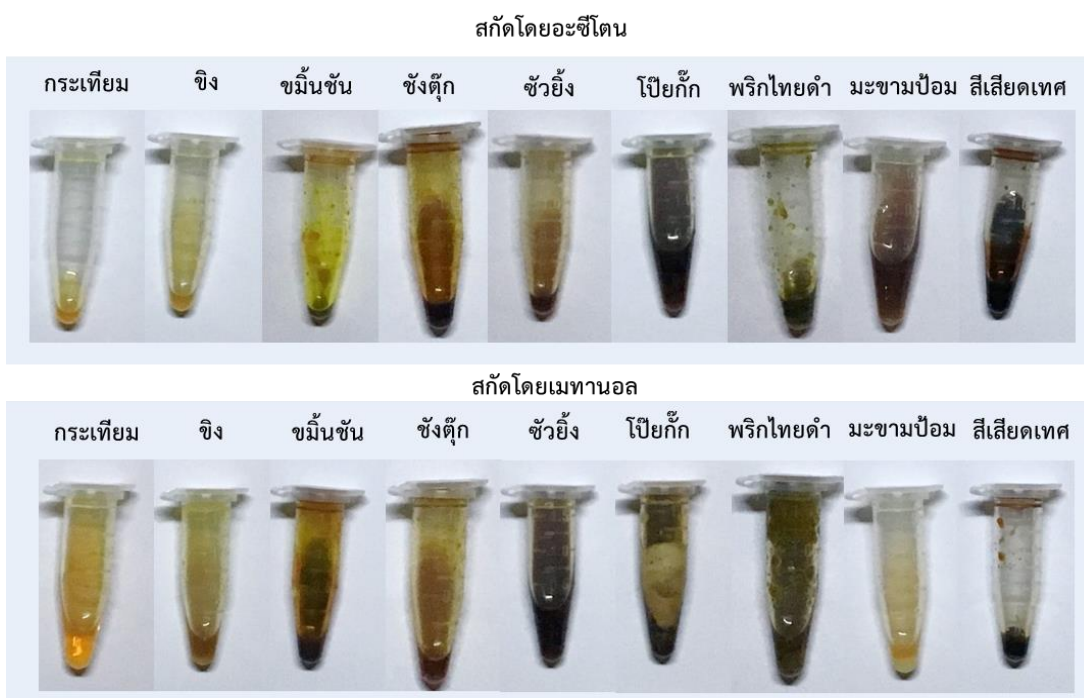 สกัดโดยอะซีโตน
กระเทียม ขิง ขมิ้นชัน ชังตุ๊ก ซัวยิ้ง โป๊ยกั๊ก พริกไทยดำ มะขามป้อม สีเสียดเทศ
สกัดโดยเมทานอล
กระเทียม ขิง ขมิ้นชัน ชังตุ๊ก ซัวยิ้ง โป๊ยกั๊ก พริกไทยดำ มะขามป้อม สีเสียดเทศ